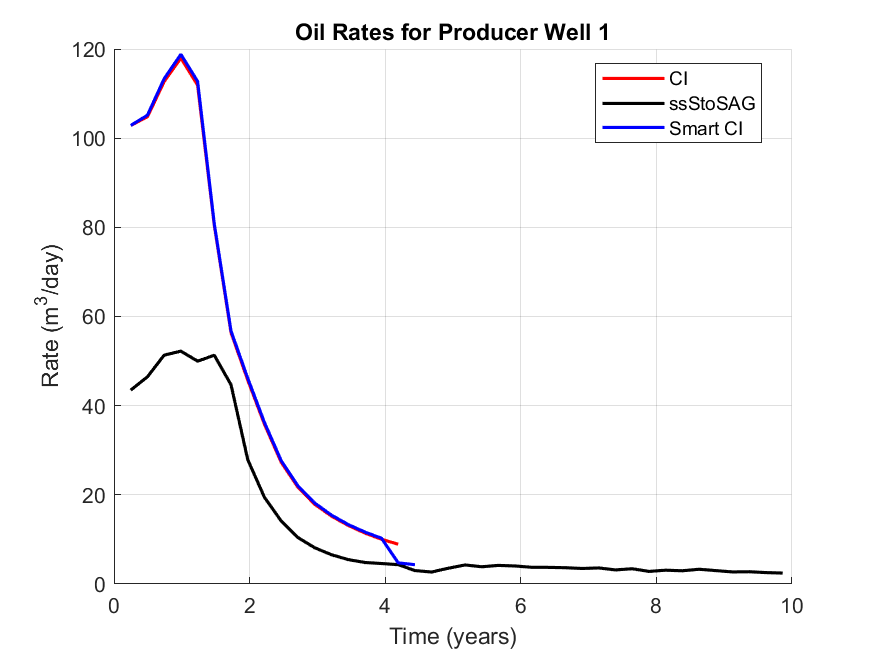 Oil Rates for Producer Well 1
120
100
80
60
40
20
0
Rate (m³/day)
CI
ssStoSAG
Smart CI
0 2 4 6 8 10
Time (years)